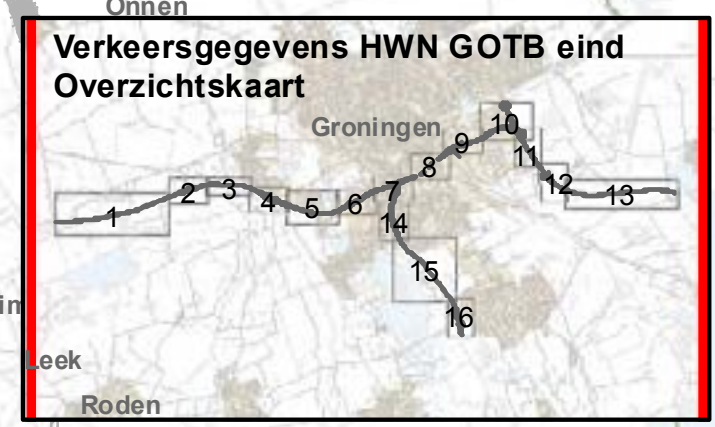 Onnen
Verkeersgegevens HWN GOTB eind
Overzichtskaart
Groningen
10
9
11
8
12
13
7
2
3
4
5
6
1
14
15
16
Leek
Roden